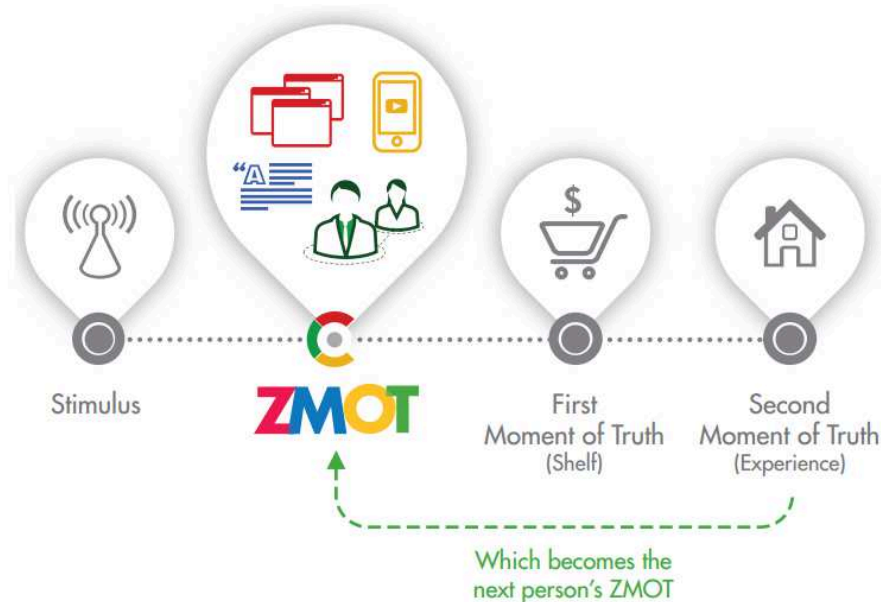 “A
$
Stimulus
ZMOT
First
Moment of Truth
(Shelf)
Second
Moment of Truth
(Experience)
Which becomes the
next person’s ZMOT